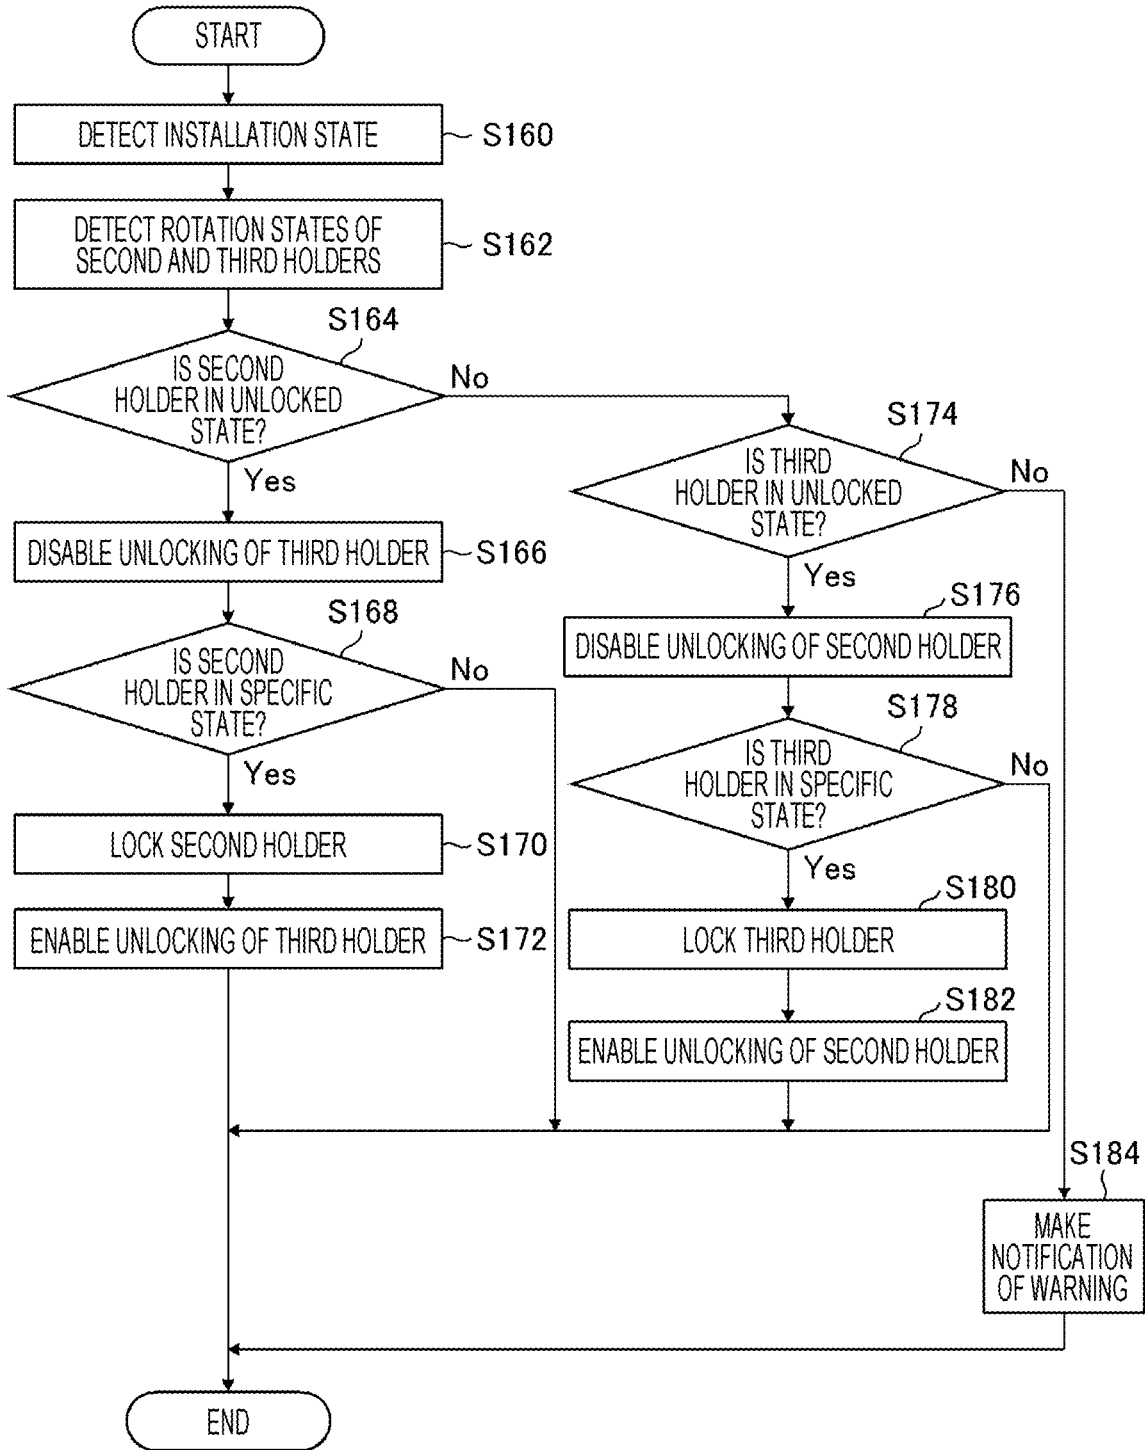 START
DETECT INSTALLATION STATE
S160
DETECT ROTATION STATES OF
SECOND AND THIRD HOLDERS
S162
S164
IS SECOND
HOLDER IN UNLOCKED
STATE?
No
Yes
DISABLE UNLOCKING OF THIRD HOLDER
S166
S168
IS SECOND
HOLDER IN SPECIFIC
STATE?
No
Yes
LOCK SECOND HOLDER
S170
ENABLE UNLOCKING OF THIRD HOLDER
S172
S174
IS THIRD
HOLDER IN UNLOCKED
STATE?
No
Yes
S176
DISABLE UNLOCKING OF SECOND HOLDER
S178
IS THIRD
HOLDER IN SPECIFIC
STATE?
No
Yes
S180
LOCK THIRD HOLDER
S182
ENABLE UNLOCKING OF SECOND HOLDER
S184
MAKE
NOTIFICATION
OF WARNING
END